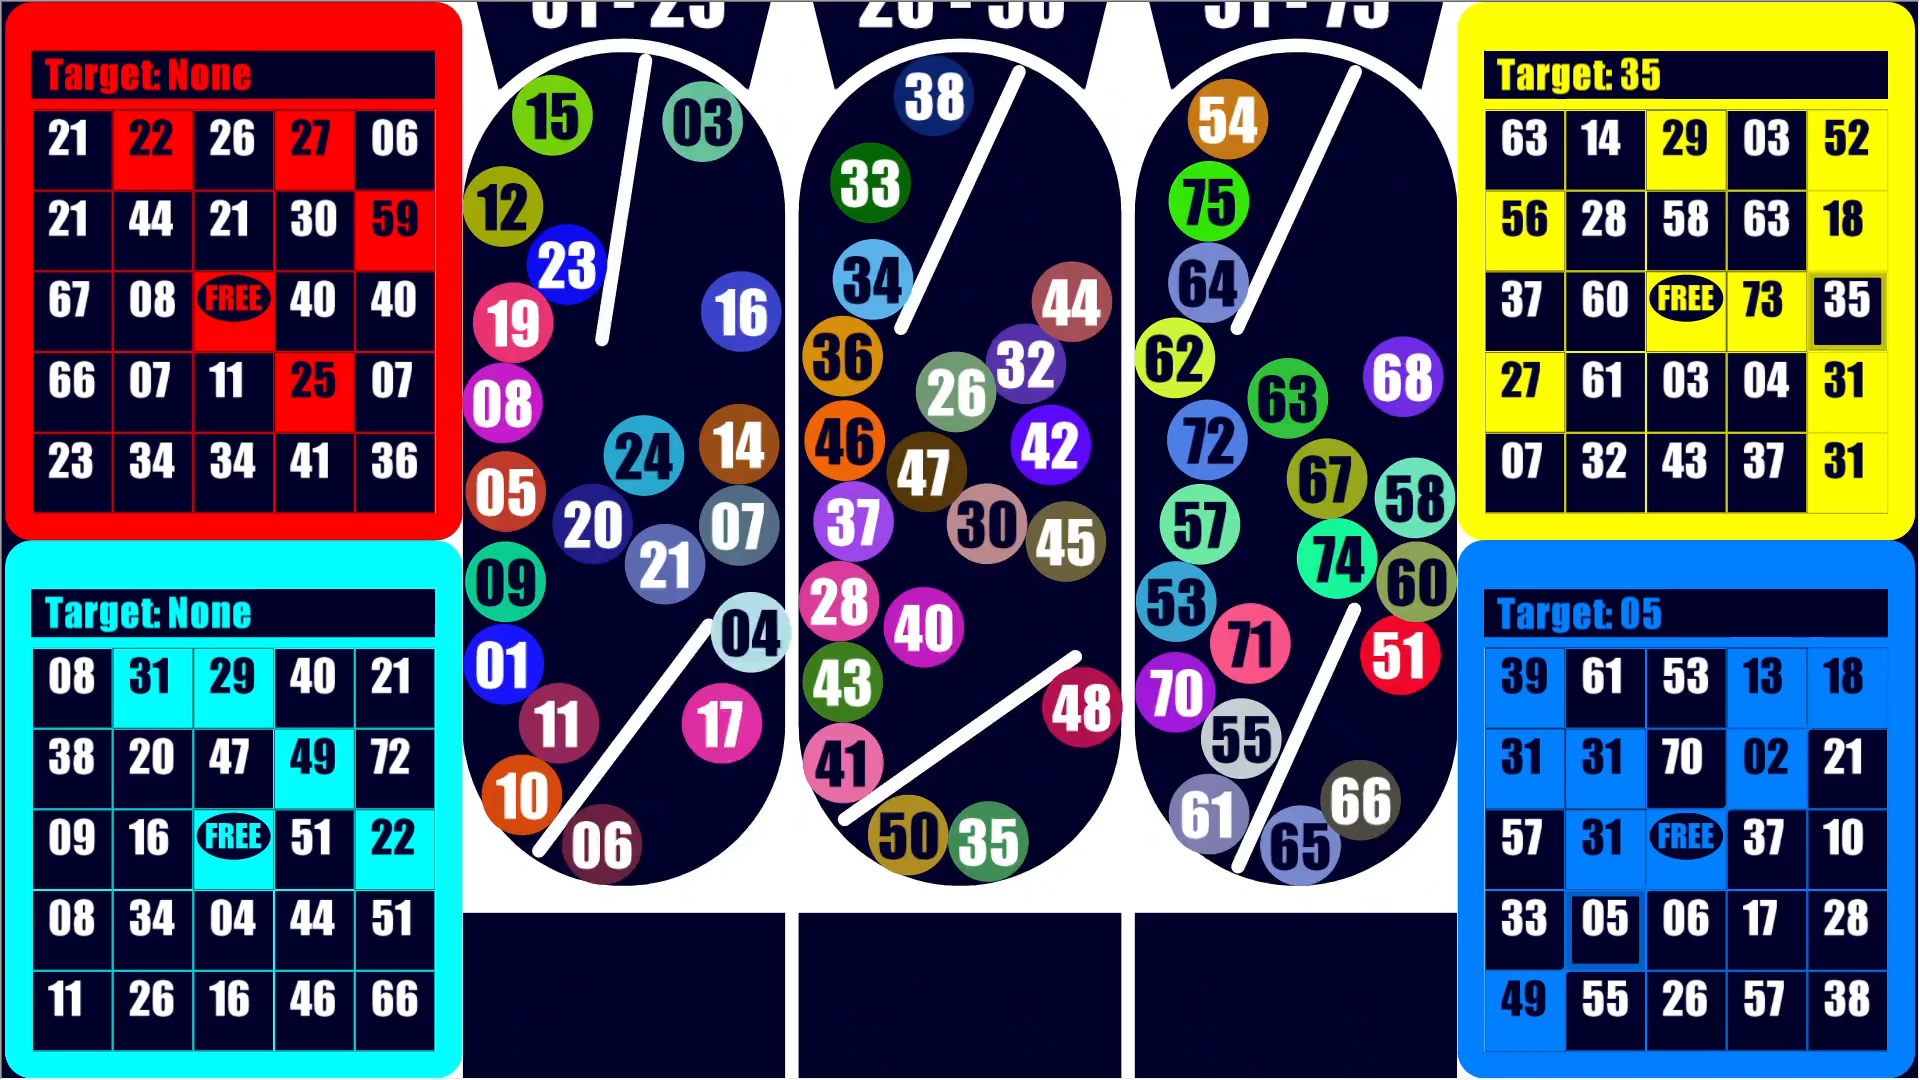 01 - 25
26 - 50
51 - 75
Target: None
21 22 26 27 06
21 44 21 30 59
67 08 FREE 40 40
66 07 11 25 07
23 34 34 41 36
Target: None
08 31 29 40 21
38 20 47 49 72
09 16 FREE 51 22
08 34 04 44 51
11 26 16 46 66
15
03
12
23
19
16
08
24
14
05
20
07
21
09
04
01
11
17
10
06
38
33
34
44
36
32
26
46
42
47
37
30
45
28
40
43
48
41
50
35
54
75
64
62
68
63
72
67
58
57
74
60
53
71
51
70
55
66
61
65
Target: 35
63 14 29 03 52
56 28 58 63 18
37 60 FREE 73 35
27 61 03 04 31
07 32 43 37 31
Target: 05
39 61 53 13 18
31 31 70 02 21
57 31 FREE 37 10
33 05 06 17 28
49 55 26 57 38